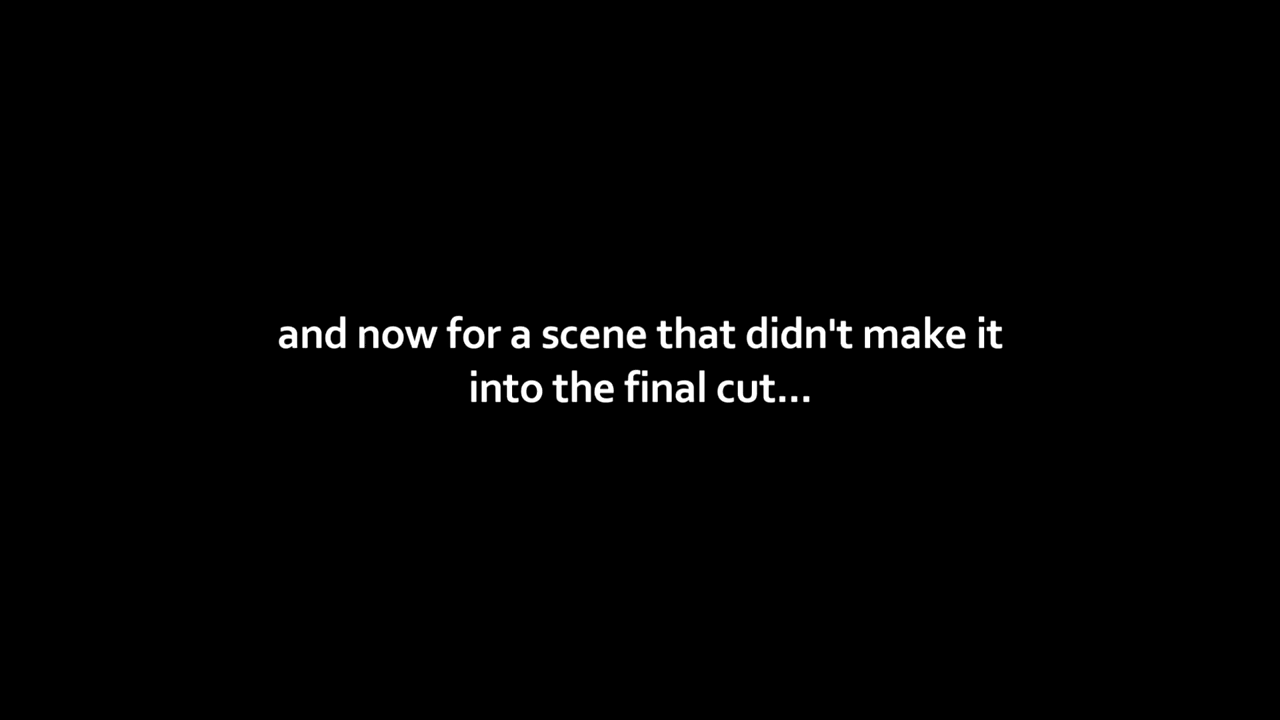 and now for a scene that didn't make it
into the final cut...